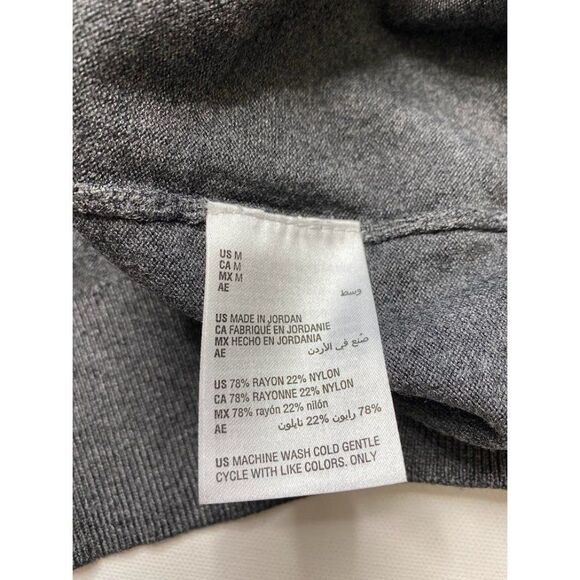 US M
CA M
MX M
AE وسط
US MADE IN JORDAN
CA FABRIQUÉ EN JORDANIE
MX HECHO EN JORDANIA
AE صُنع في الأردن
US 78% RAYON 22% NYLON
CA 78% RAYONNE 22% NYLON
MX 78% rayón 22% nilón
AE 78% رايون 22% نايلون
US MACHINE WASH COLD GENTLE
CYCLE WITH LIKE COLORS. ONLY